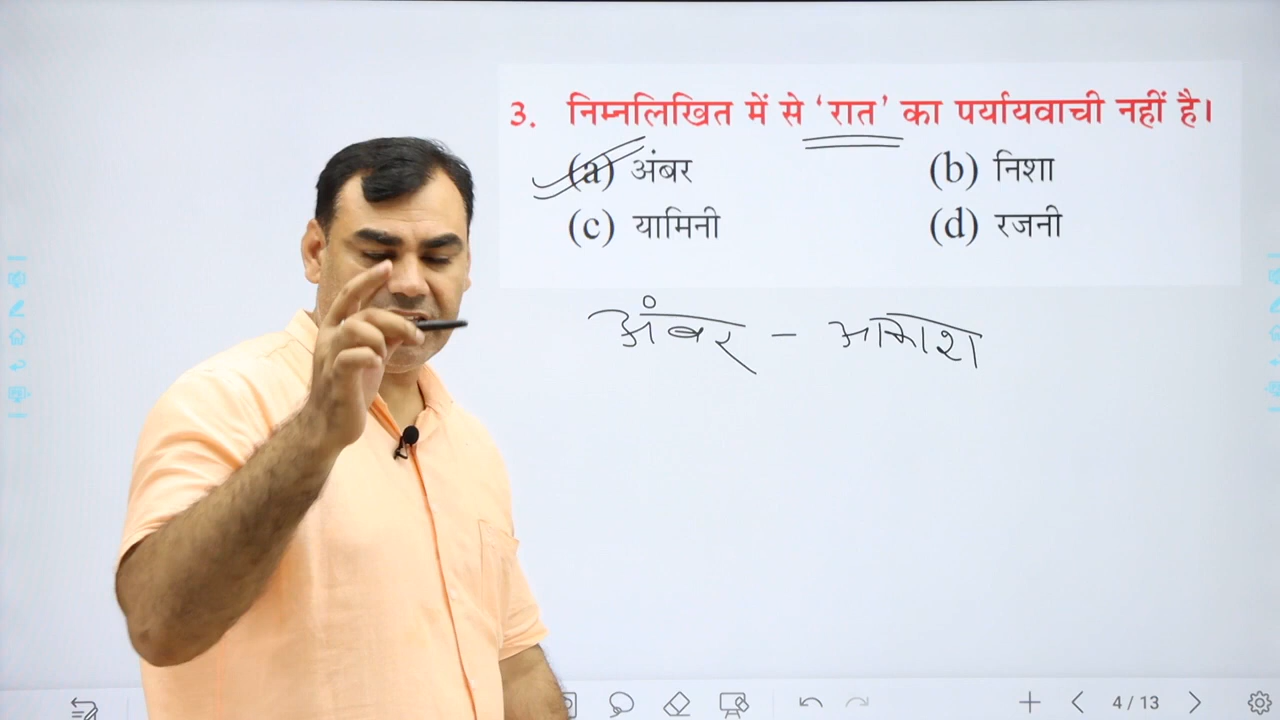 3. निम्नलिखित में से ‘रात’ का पर्यायवाची नहीं है।
(a) अंबर (b) निशा
(c) यामिनी (d) रजनी
अंबर – आकाश
4 / 13